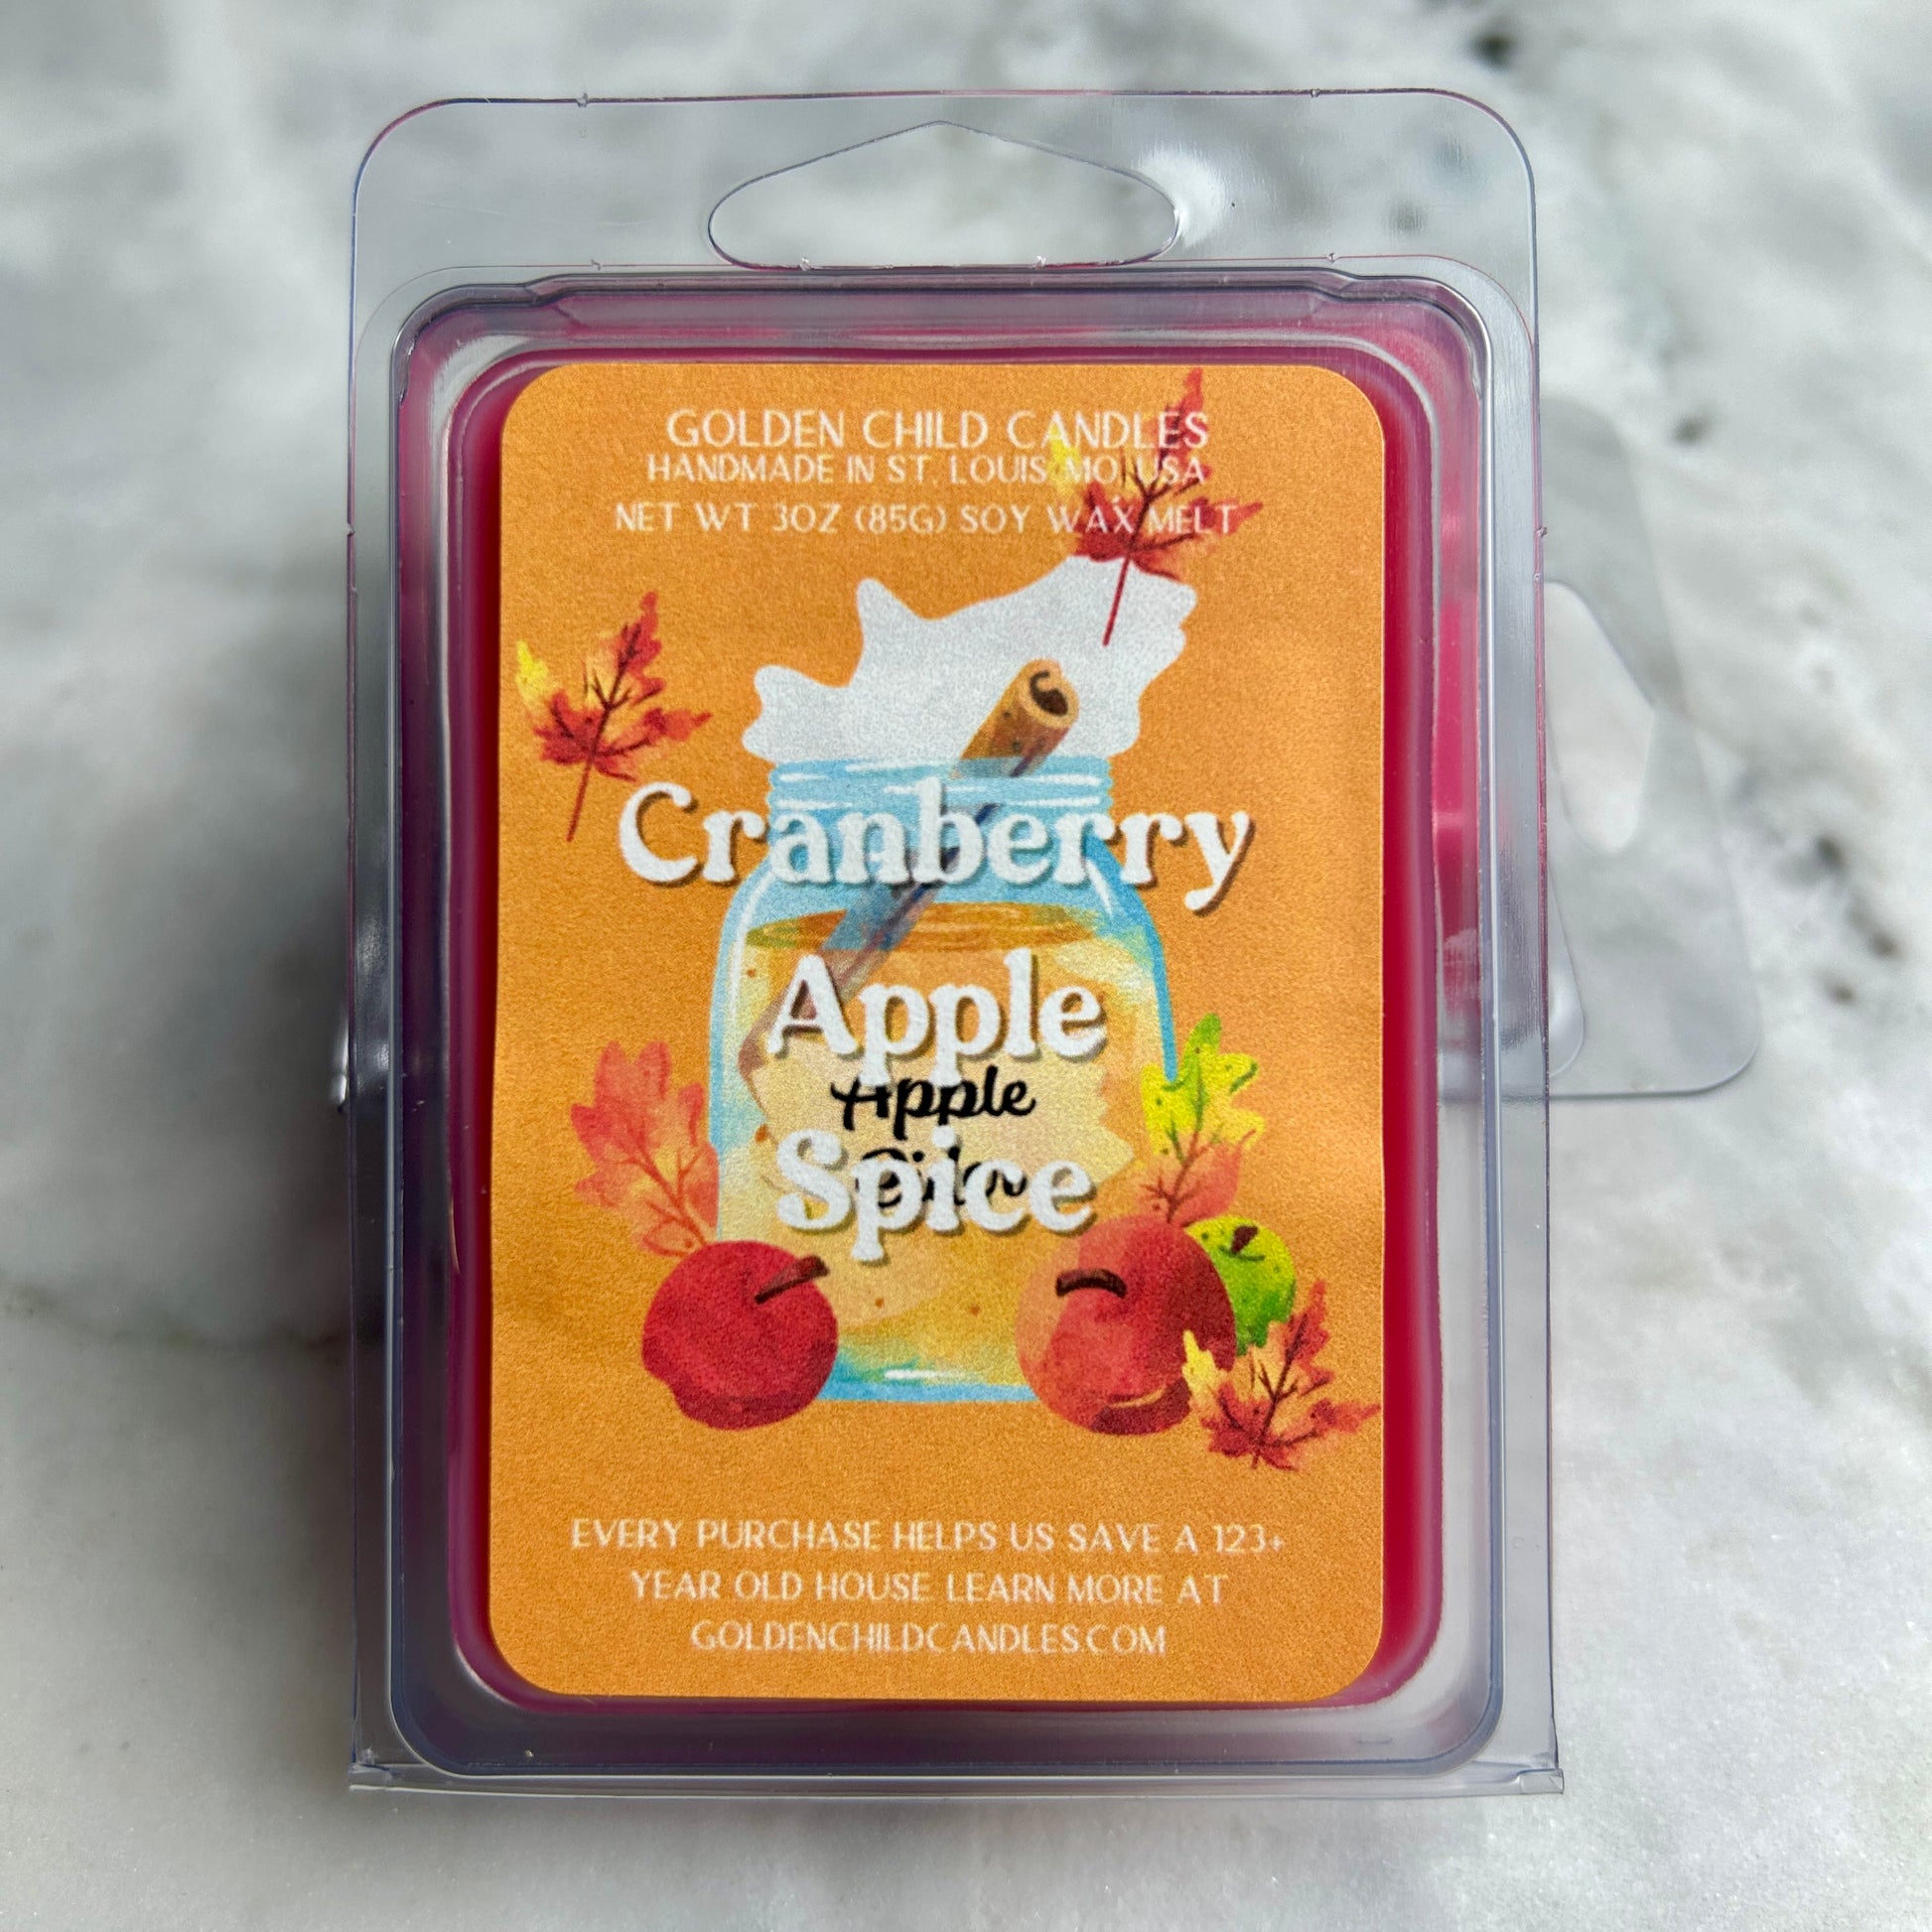 GOLDEN CHILD CANDLES
HANDMADE IN ST. LOUIS MO, USA
NET WT 3OZ (85G) SOY WAX MELT
Cranberry
Apple
Apple
Spice
EVERY PURCHASE HELPS US SAVE A 123+
YEAR OLD HOUSE LEARN MORE AT
GOLDENCHILDCANDLES.COM